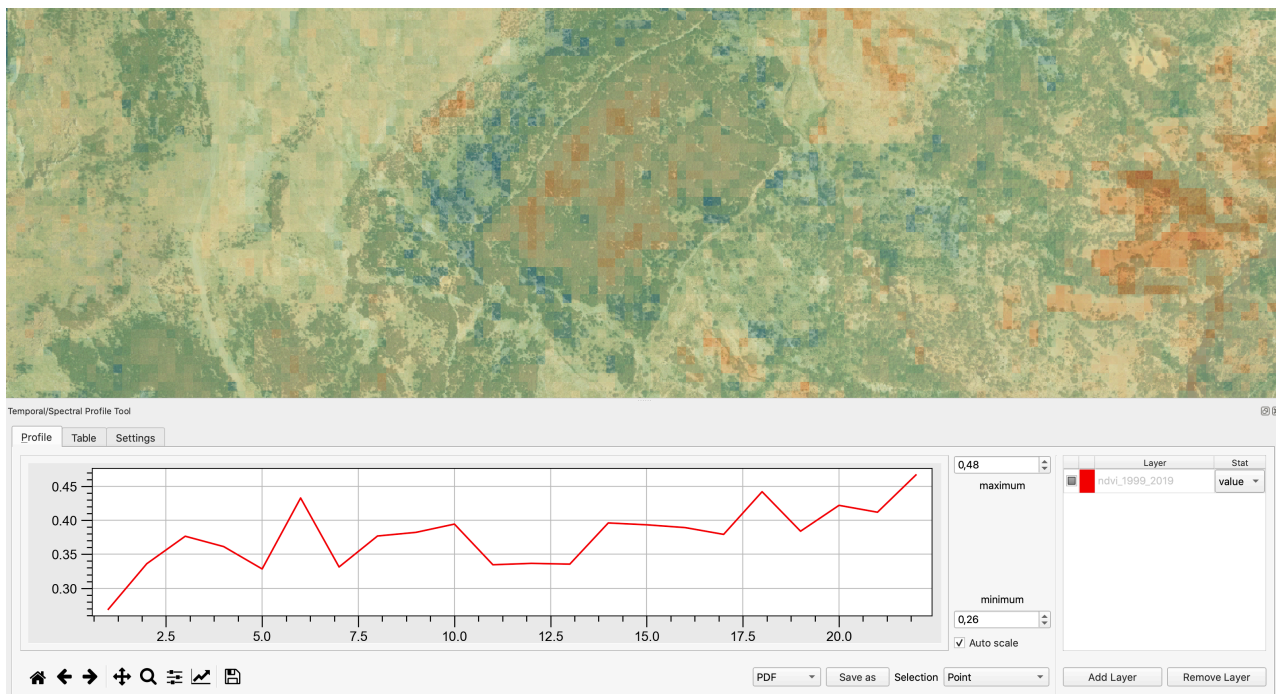 Temporal/Spectral Profile Tool
Profile Table Settings
0.45
0.40
0.35
0.30
2.5 5.0 7.5 10.0 12.5 15.0 17.5 20.0
0,48
maximum
minimum
0,26
Auto scale
Layer Stat
ndvi_1999_2019 value
PDF Save as Selection Point Add Layer Remove Layer